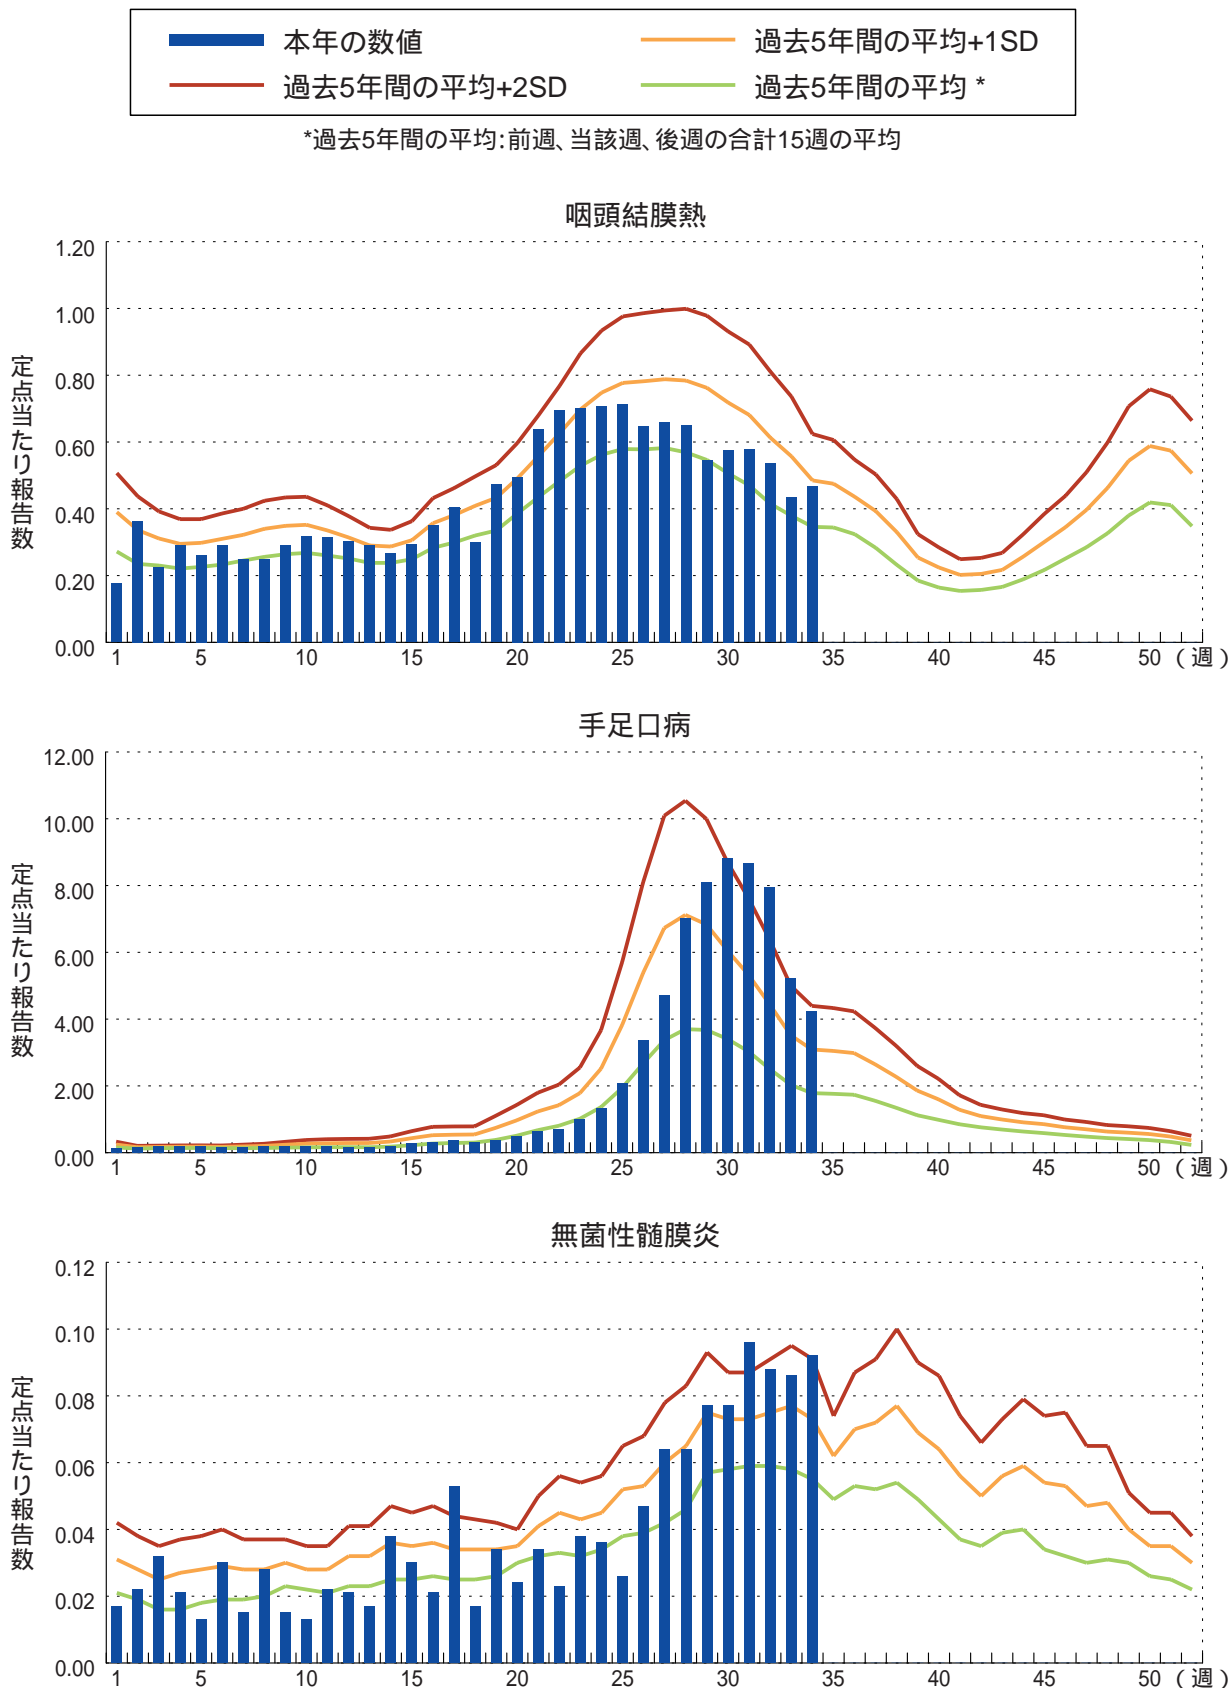 本年の数値
過去5年間の平均+1SD
過去5年間の平均+2SD
過去5年間の平均 *
*過去5年間の平均:前週、当該週、後週の合計15週の平均
咽頭結膜熱
定点当たり報告数
1.20
1.00
0.80
0.60
0.40
0.20
0.00
1 5 10 15 20 25 30 35 40 45 50 (週)
手足口病
定点当たり報告数
12.00
10.00
8.00
6.00
4.00
2.00
0.00
1 5 10 15 20 25 30 35 40 45 50 (週)
無菌性髄膜炎
定点当たり報告数
0.12
0.10
0.08
0.06
0.04
0.02
0.00
1 5 10 15 20 25 30 35 40 45 50 (週)